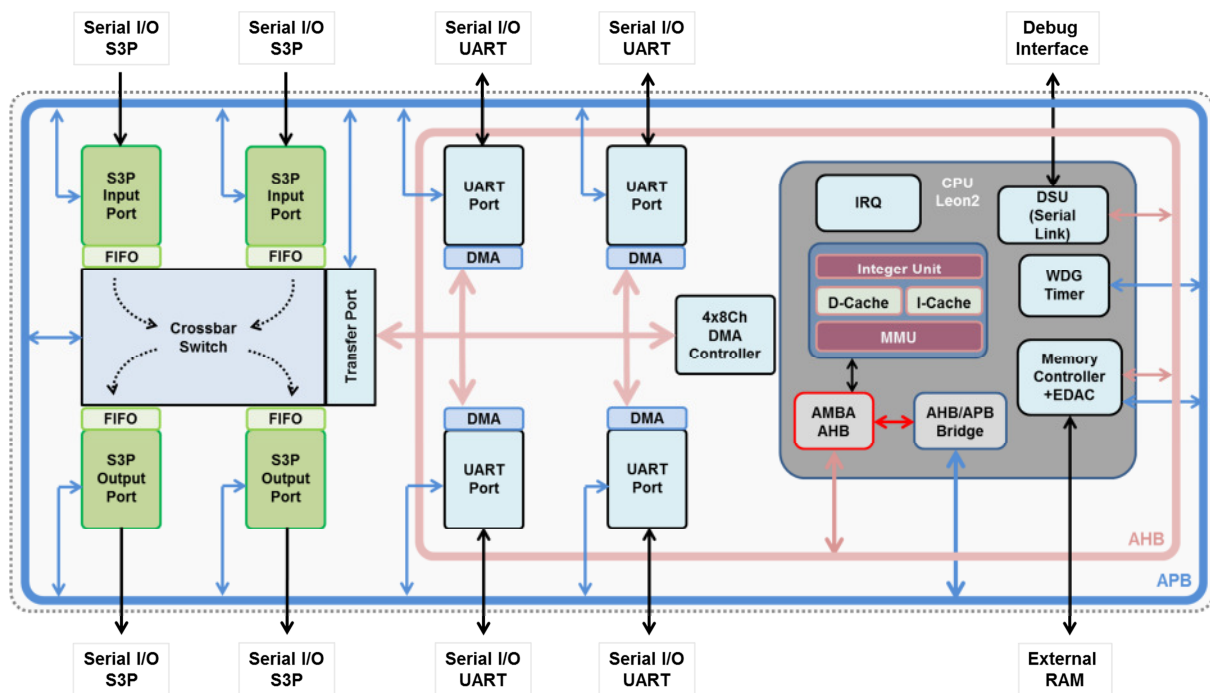 Serial I/O
S3P
Serial I/O
S3P
Serial I/O
UART
Serial I/O
UART
Debug
Interface
S3P
Input
Port
FIFO
S3P
Input
Port
FIFO
UART
Port
DMA
UART
Port
DMA
CPU
Leon2
IRQ
DSU
(Serial
Link)
Integer Unit
D-Cache
I-Cache
MMU
WDG
Timer
Crossbar
Switch
Transfer Port
4x8Ch
DMA
Controller
Memory
Controller
+EDAC
AMBA
AHB
AHB/APB
Bridge
FIFO
S3P
Output
Port
FIFO
S3P
Output
Port
DMA
UART
Port
DMA
UART
Port
AHB
APB
Serial I/O
S3P
Serial I/O
S3P
Serial I/O
UART
Serial I/O
UART
External
RAM